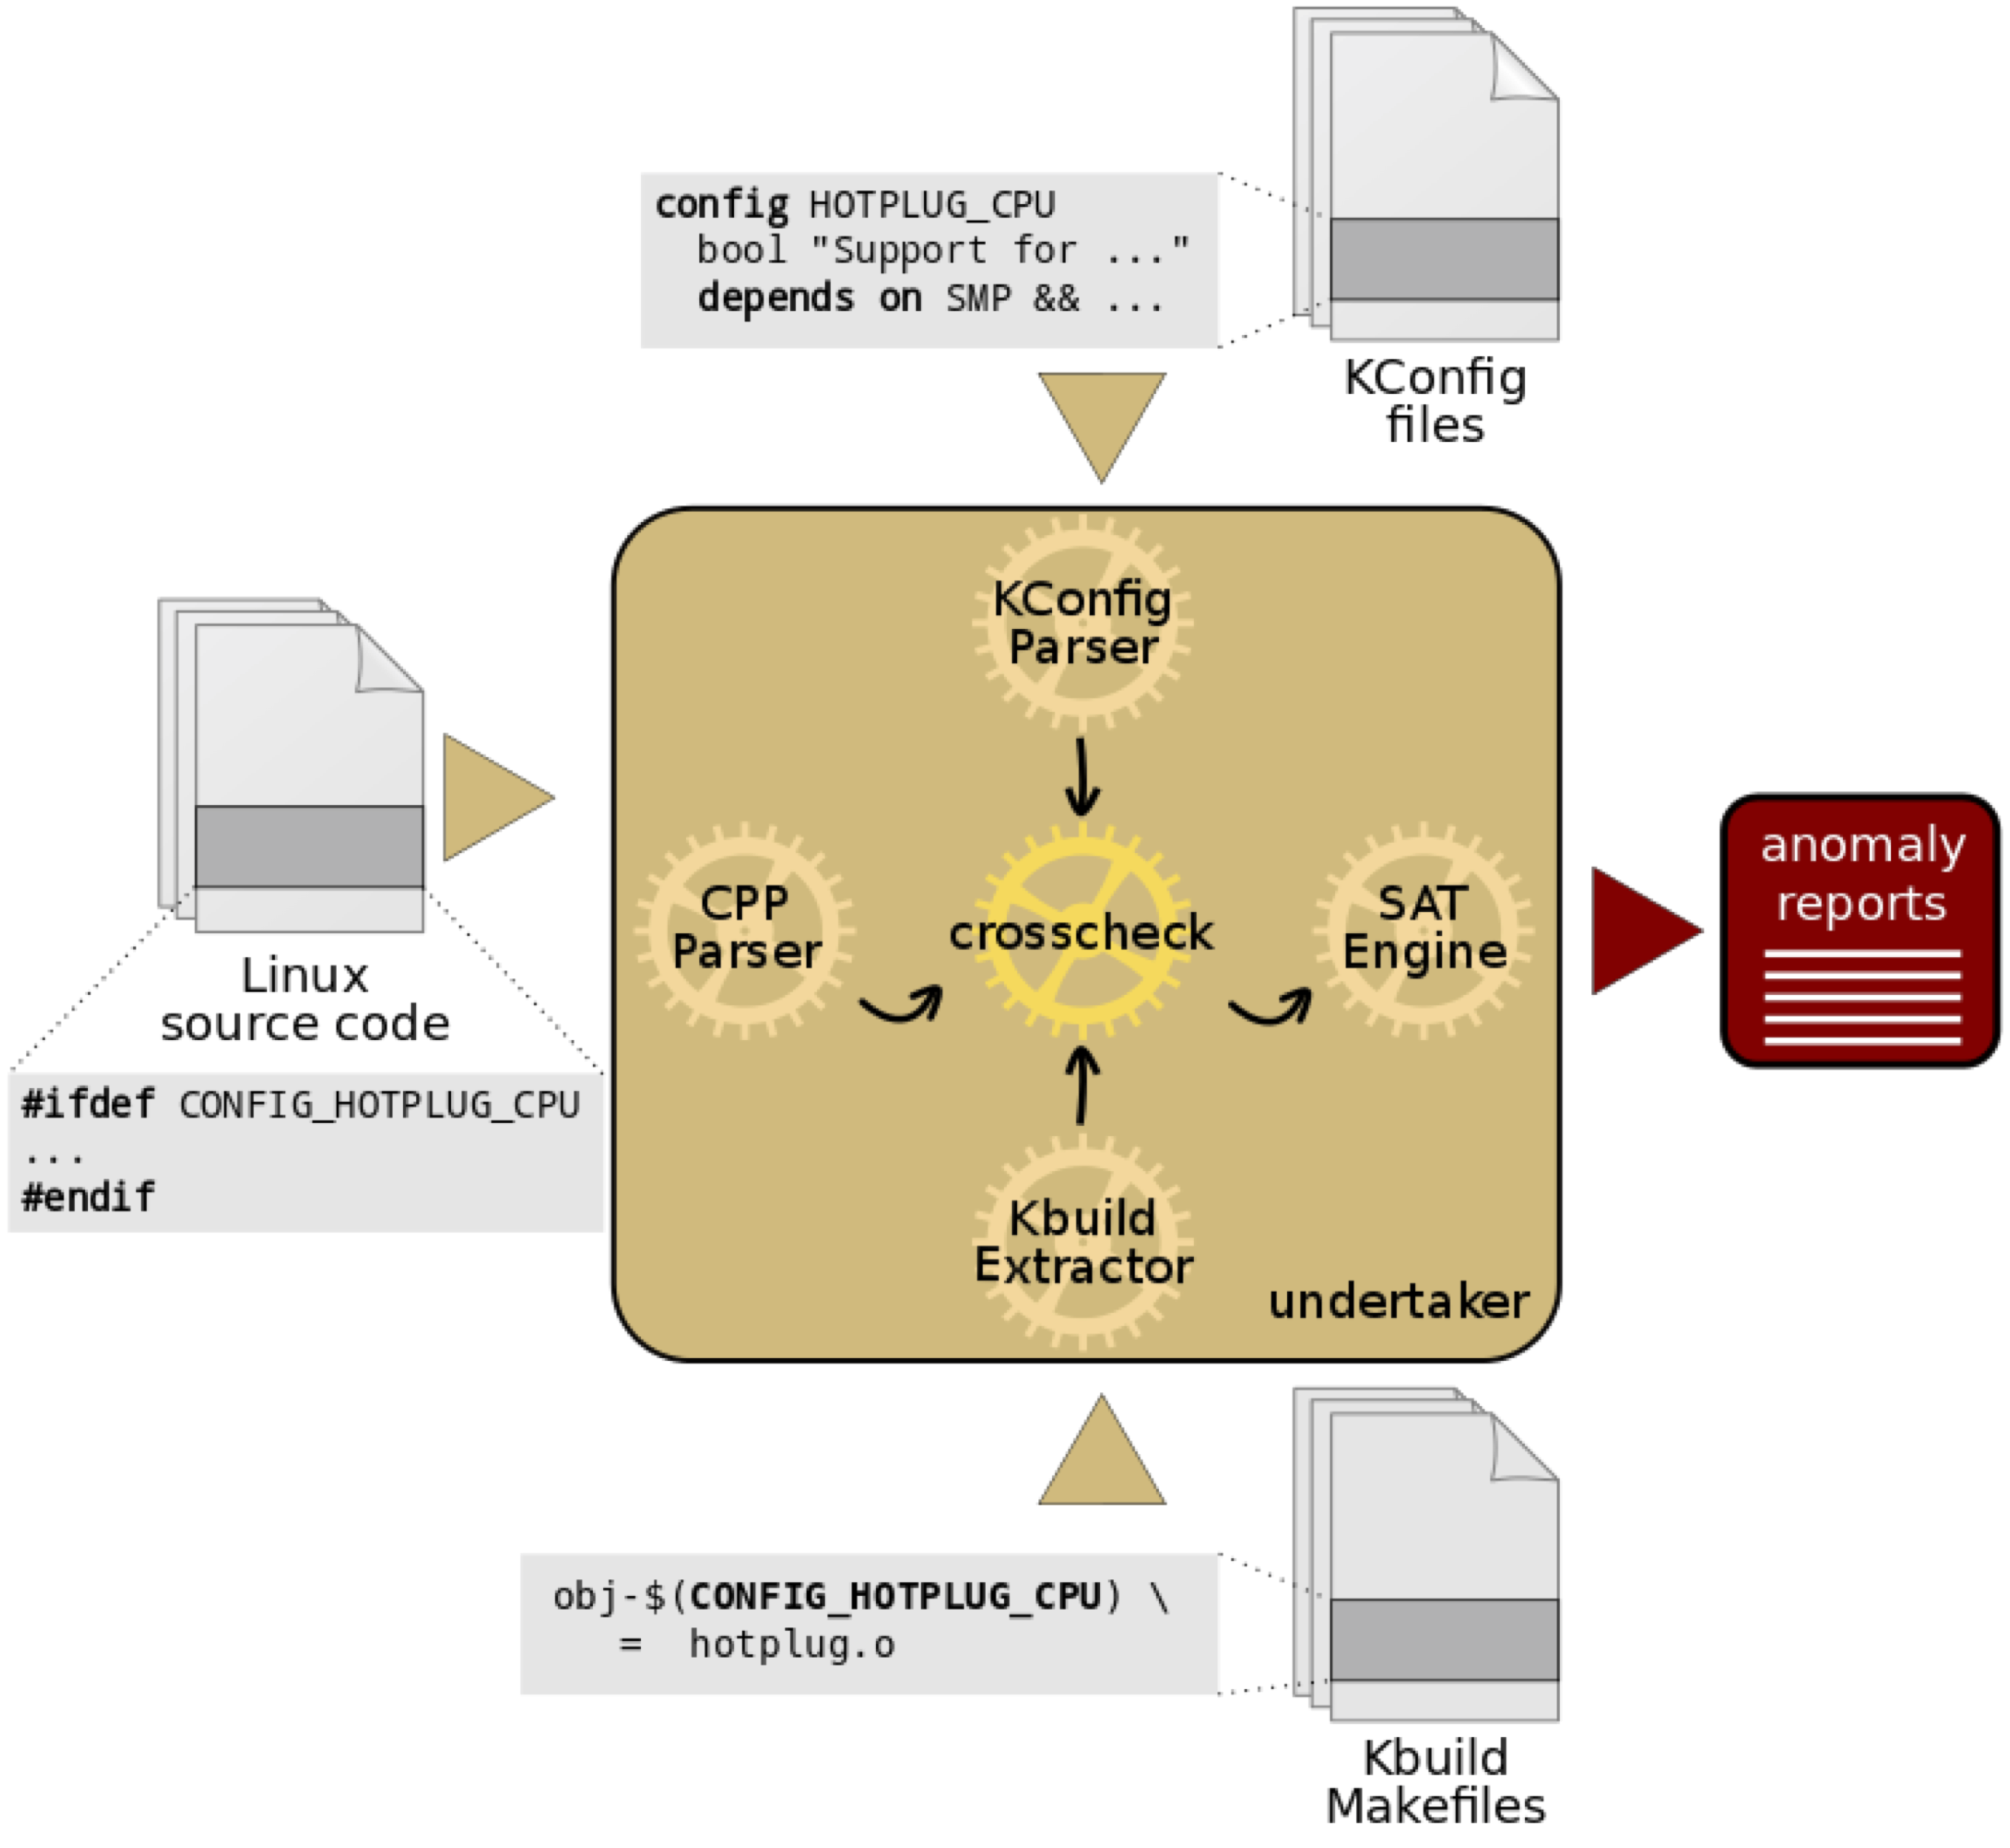 config HOTPLUG_CPU
bool "Support for ..."
depends on SMP && ...
KConfig
files
KConfig
Parser
CPP
Parser
crosscheck
SAT
Engine
Kbuild
Extractor
undertaker
anomaly
reports
Linux
source code
#ifdef CONFIG_HOTPLUG_CPU
...
#endif
obj-$(CONFIG_HOTPLUG_CPU) \
= hotplug.o
Kbuild
Makefiles